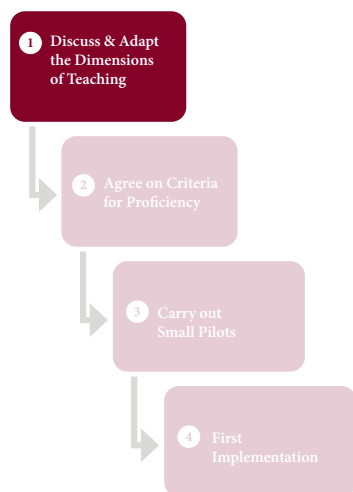 1 Discuss & Adapt
the Dimensions
of Teaching
2 Agree on Criteria
for Proficiency
3 Carry out
Small Pilots
4 First
Implementation